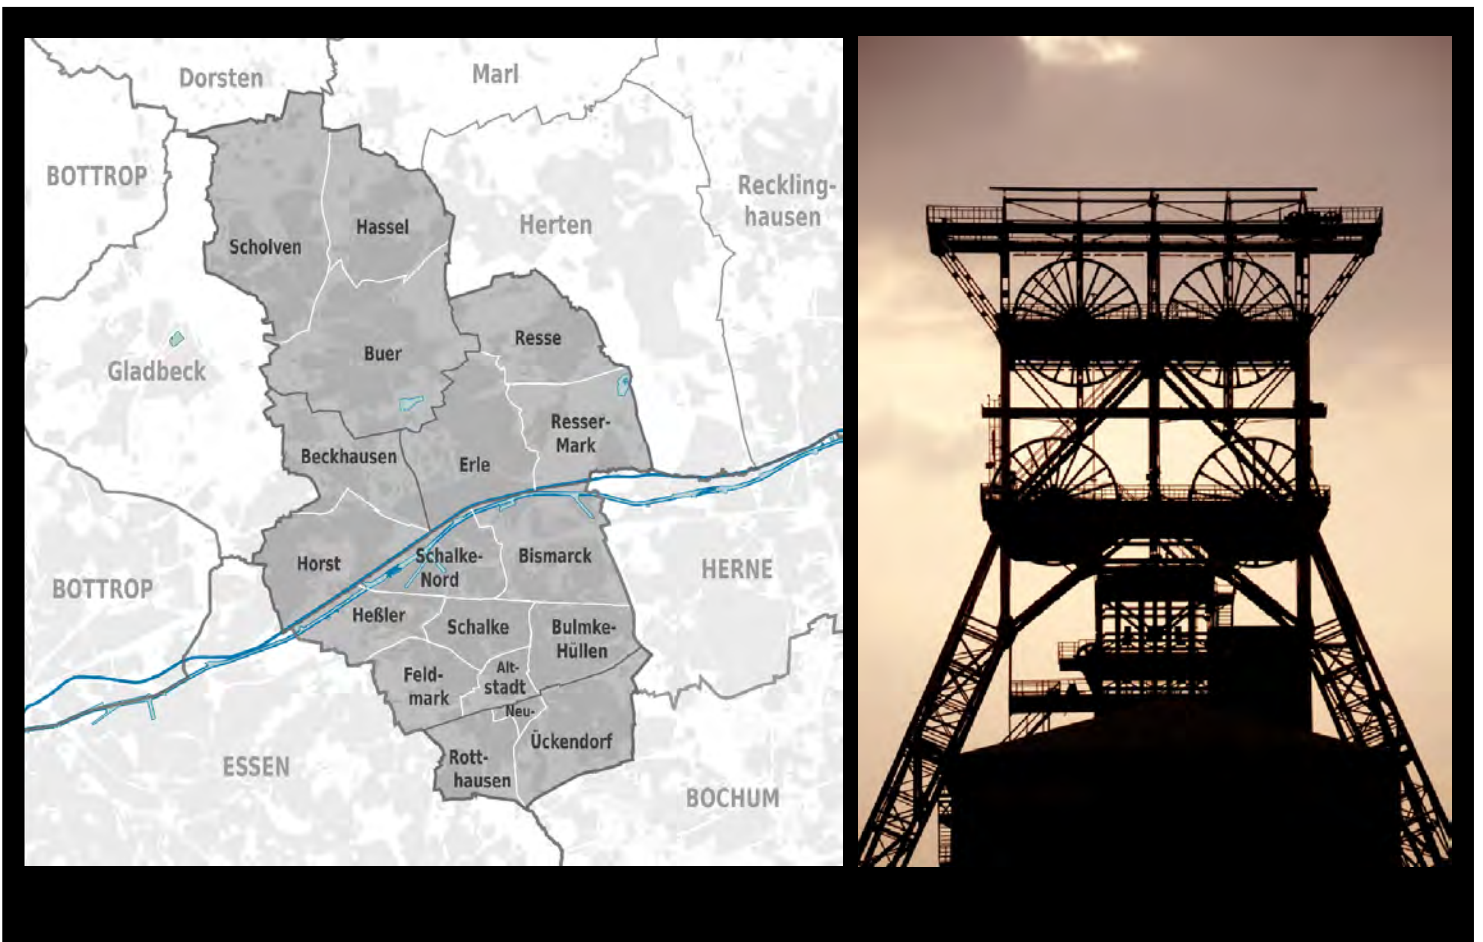 Dorsten
Marl
BOTTROP
Reckling-
hausen
Herten
Hassel
Scholven
Resse
Buer
Gladbeck
Resser-
Mark
Beckhausen
Erle
Horst
Schalke-
Nord
Bismarck
HERNE
BOTTROP
Heßler
Schalke
Bulmke-
Hüllen
Feld-
mark
Alt-
stadt
Neu-
Ückendorf
Rott-
hausen
ESSEN
BOCHUM